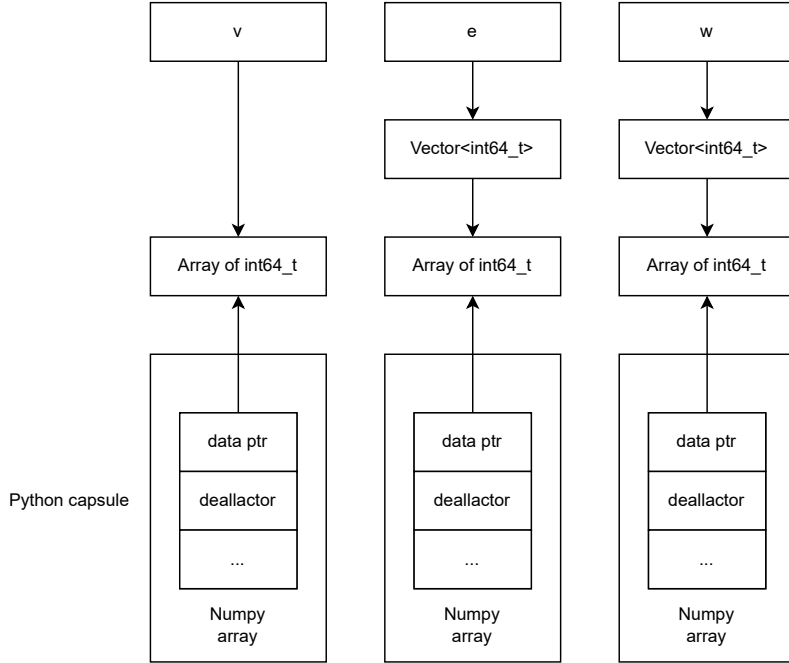 v
e
w
Vector<int64_t>
Vector<int64_t>
Array of int64_t
Array of int64_t
Array of int64_t
data ptr
data ptr
data ptr
Python capsule
deallactor
deallactor
deallactor
...
...
...
Numpy
array
Numpy
array
Numpy
array